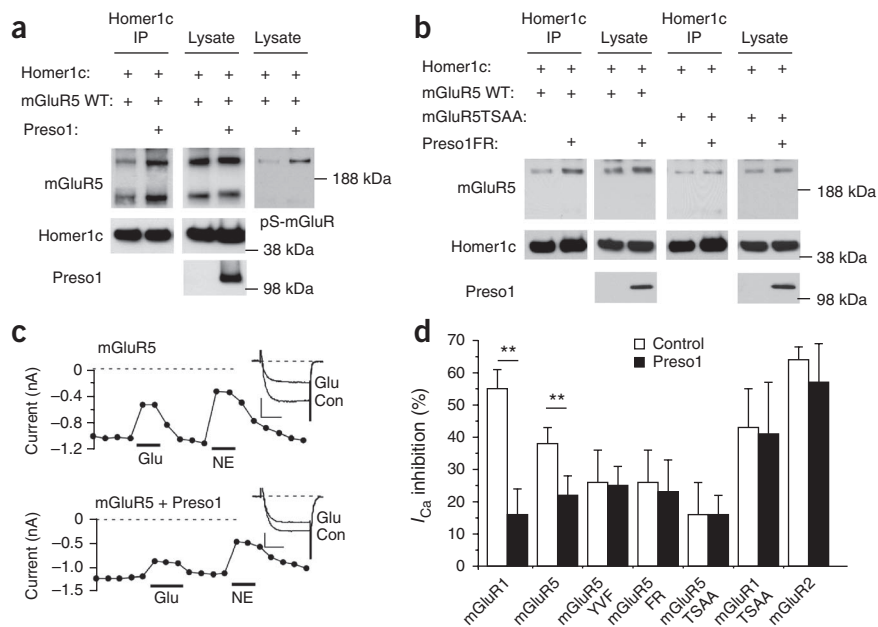 a
Homer1c
IP Lysate Lysate
Homer1c: + + + + + +
mGluR5 WT: + + + + + +
Preso1: + + +
mGluR5
188 kDa
pS-mGluR
Homer1c
38 kDa
Preso1
98 kDa
b
Homer1c Homer1c
IP Lysate IP Lysate
Homer1c: + + + + + + + +
mGluR5 WT: + + + +
mGluR5TSAA: + + + +
Preso1FR: + + + +
mGluR5
188 kDa
Homer1c
38 kDa
Preso1
98 kDa
c
mGluR5
Current (nA)
0
–0.4
–0.8
–1.2
Glu
NE
Glu
Con
mGluR5 + Preso1
Current (nA)
0
–0.5
–1.0
–1.5
Glu
NE
Glu
Con
d
ICa inhibition (%)
70
60
50
40
30
20
10
0
Control
Preso1
**
**
mGluR1
mGluR5
mGluR5 YVF
mGluR5 FR
mGluR5 TSAA
mGluR1 TSAA
mGluR2